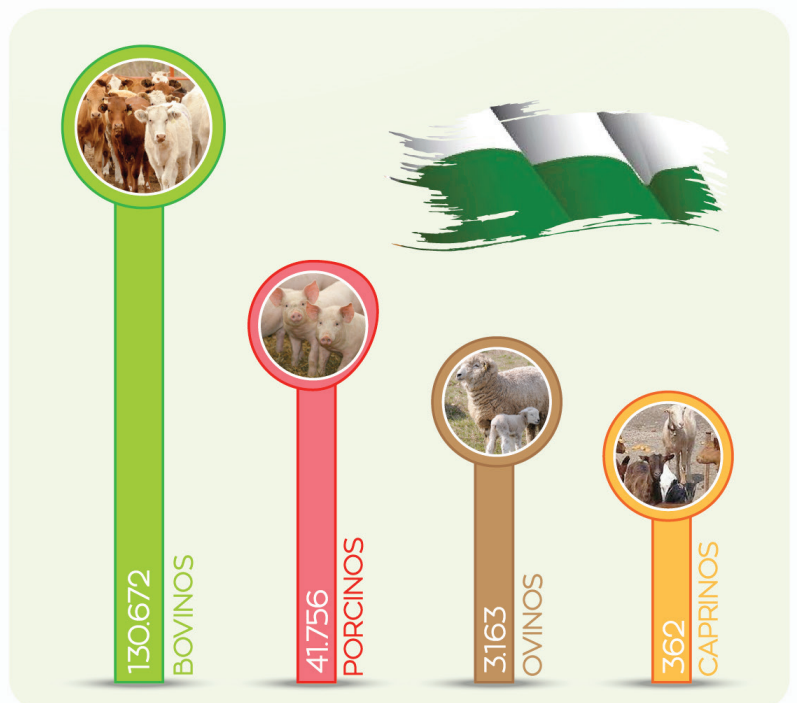 130.672
BOVINOS
41.756
PORCINOS
3.163
OVINOS
362
CAPRINOS